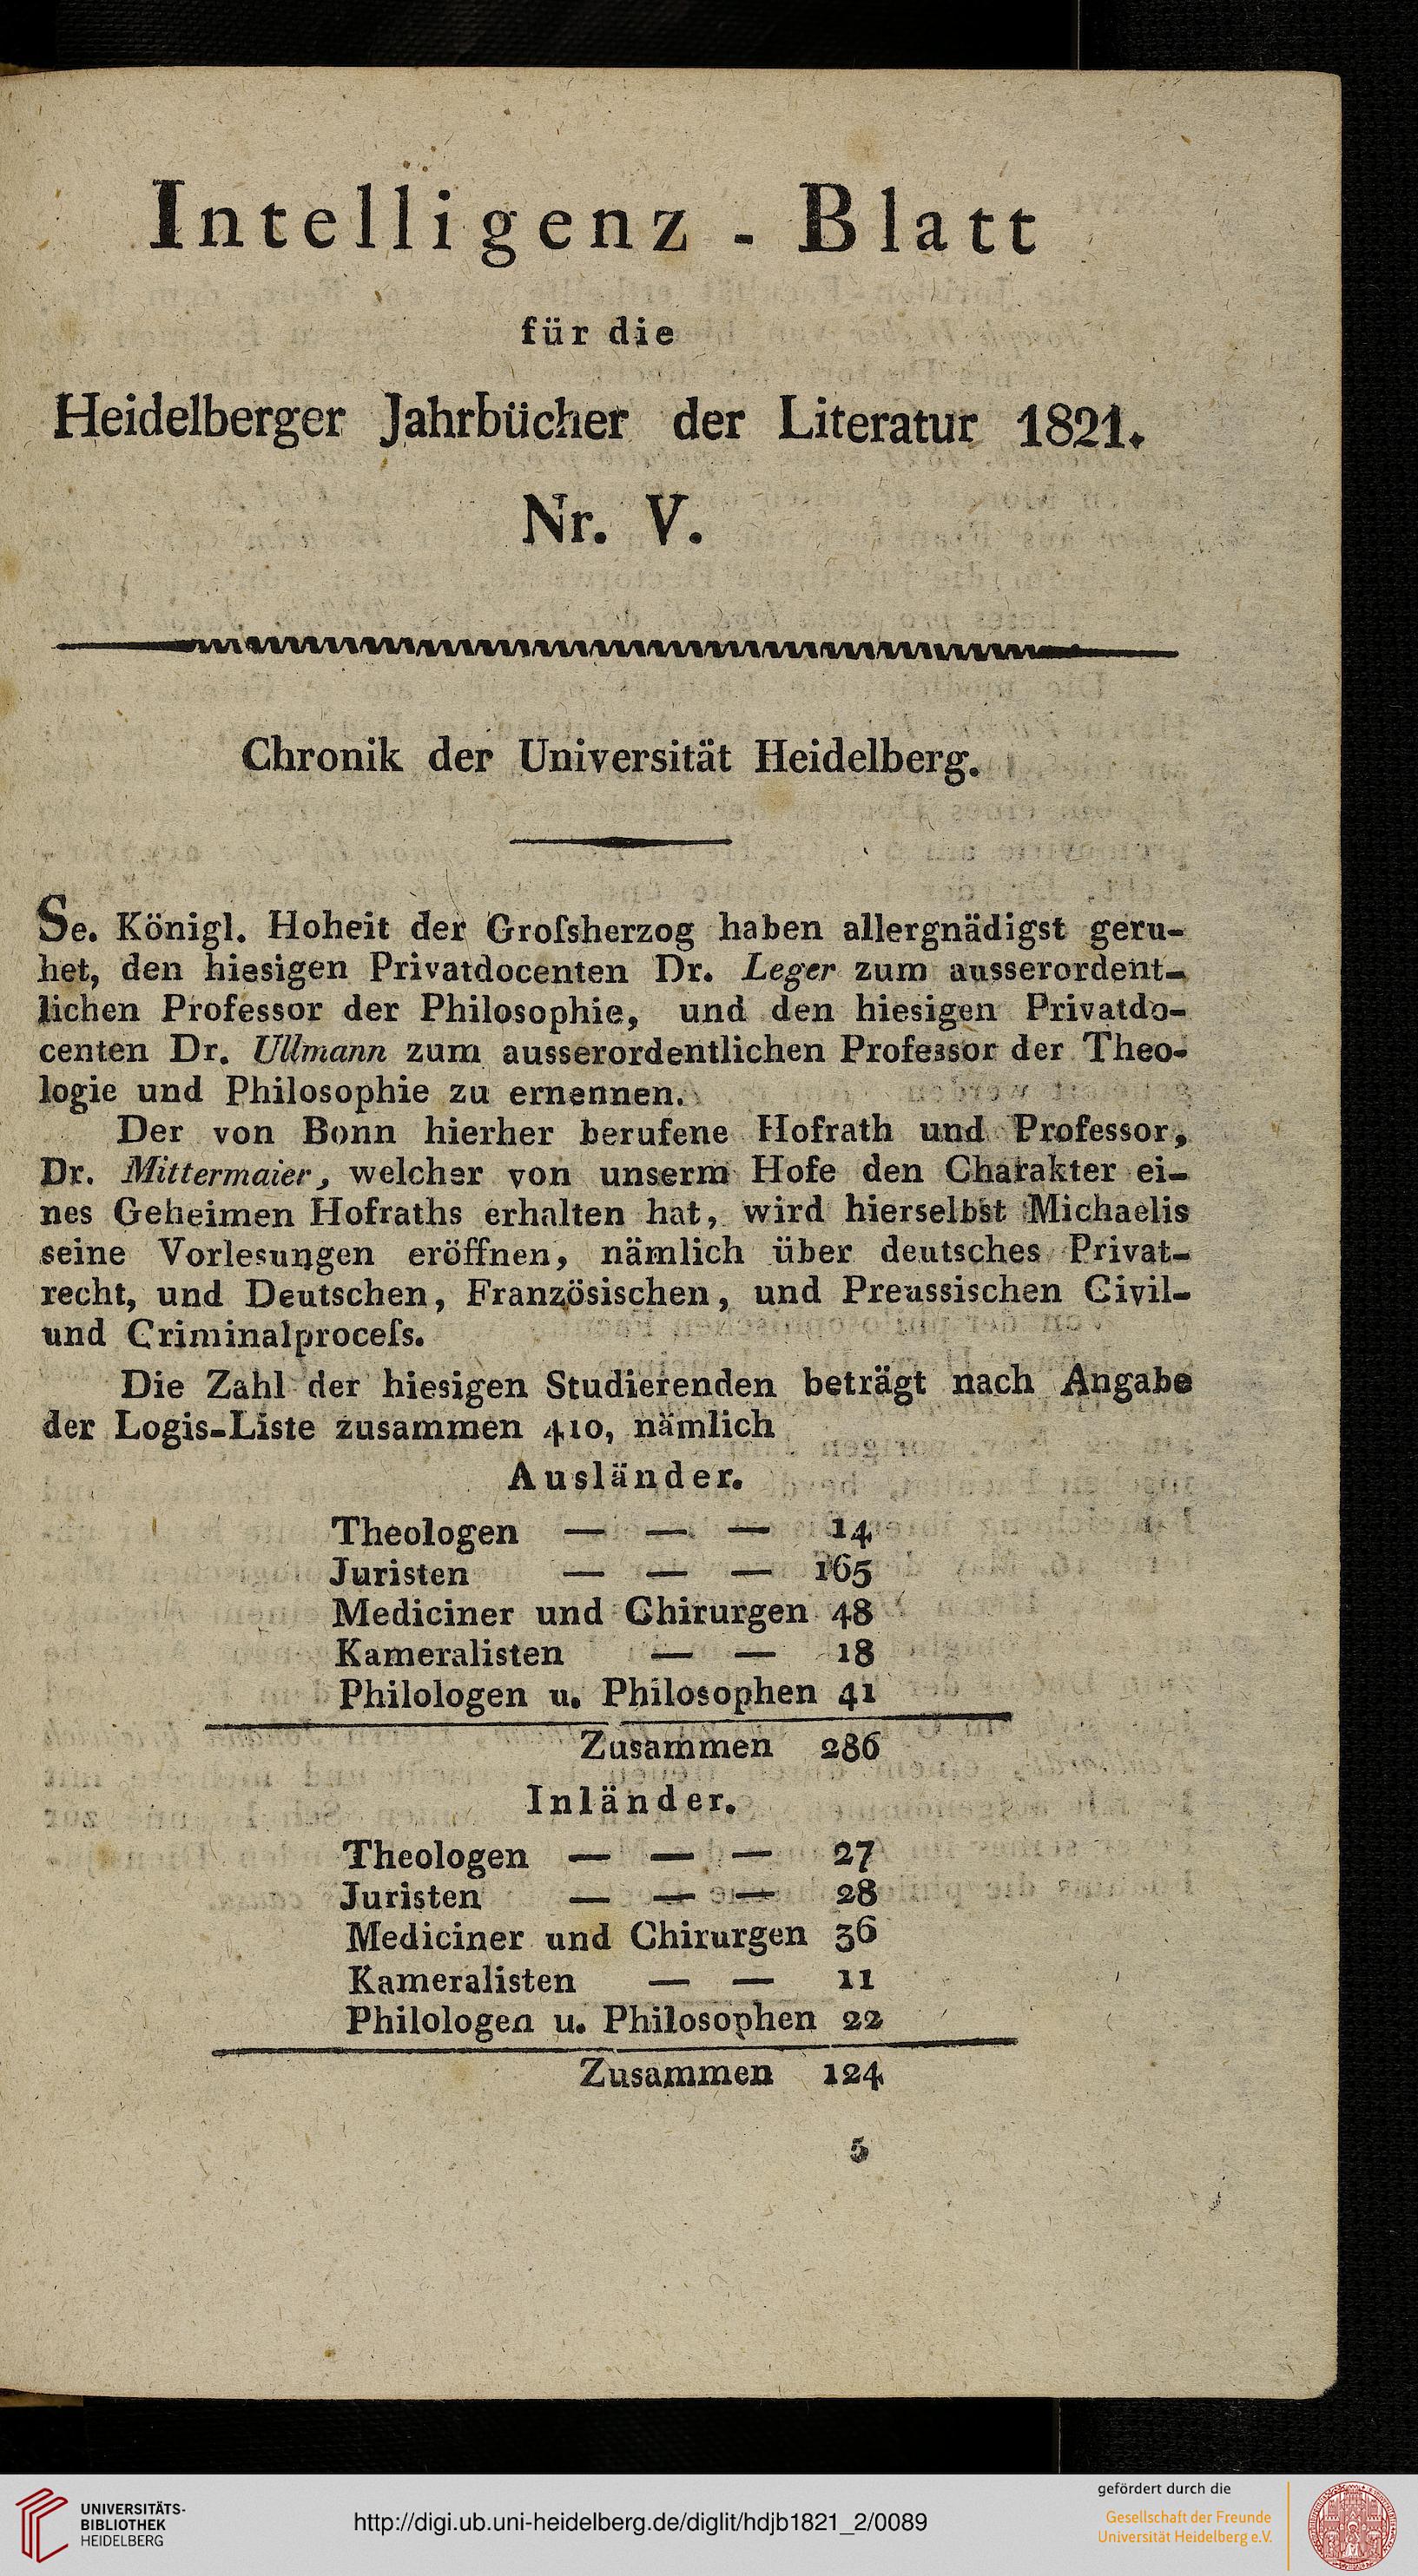 Intelligenz - Blatt
für die
Heidelberger Jahrbücher der Literatur 1821.
Nr. V.
Chronik der Universität Heidelberg.
Se. Königl. Hoheit der Groſsherzog haben allergnädigst geru-
het, den hiesigen Privatdocenten Dr. Leger zum ausserordent-
lichen Professor der Philosophie, und den hiesigen Privatdo-
centen Dr. Ullmann zum ausserordentlichen Professor der Theo-
logie und Philosophie zu ernennen.
Der von Bonn hierher berufene Hofrath und Professor,
Dr. Mittermaier, welcher von unserm Hofe den Charakter ei-
nes Geheimen Hofraths erhalten hat, wird hierselbst Michaelis
seine Vorlesungen eröffnen, nämlich über deutsches Privat-
recht, und Deutschen, Französischen, und Preussischen Civil-
und Criminalproceſs.
Die Zahl der hiesigen Studierenden beträgt nach Angabe
der Logis-Liste zusammen 410, nämlich
Ausländer.
Theologen — — — 14
Juristen — — — 165
Mediciner und Chirurgen 48
Kameralisten — — 18
Philologen u. Philosophen 41
Zusammen 286
Inländer.
Theologen — — — 27
Juristen — — — 28
Mediciner und Chirurgen 36
Kameralisten — — 11
Philologen u. Philosophen 22
Zusammen 124
5
UNIVERSITÄTS-
BIBLIOTHEK
HEIDELBERG
http://digi.ub.uni-heidelberg.de/diglit/hdjb1821_2/0089
gefördert durch die
Gesellschaft der Freunde
Universität Heidelberg e.V.